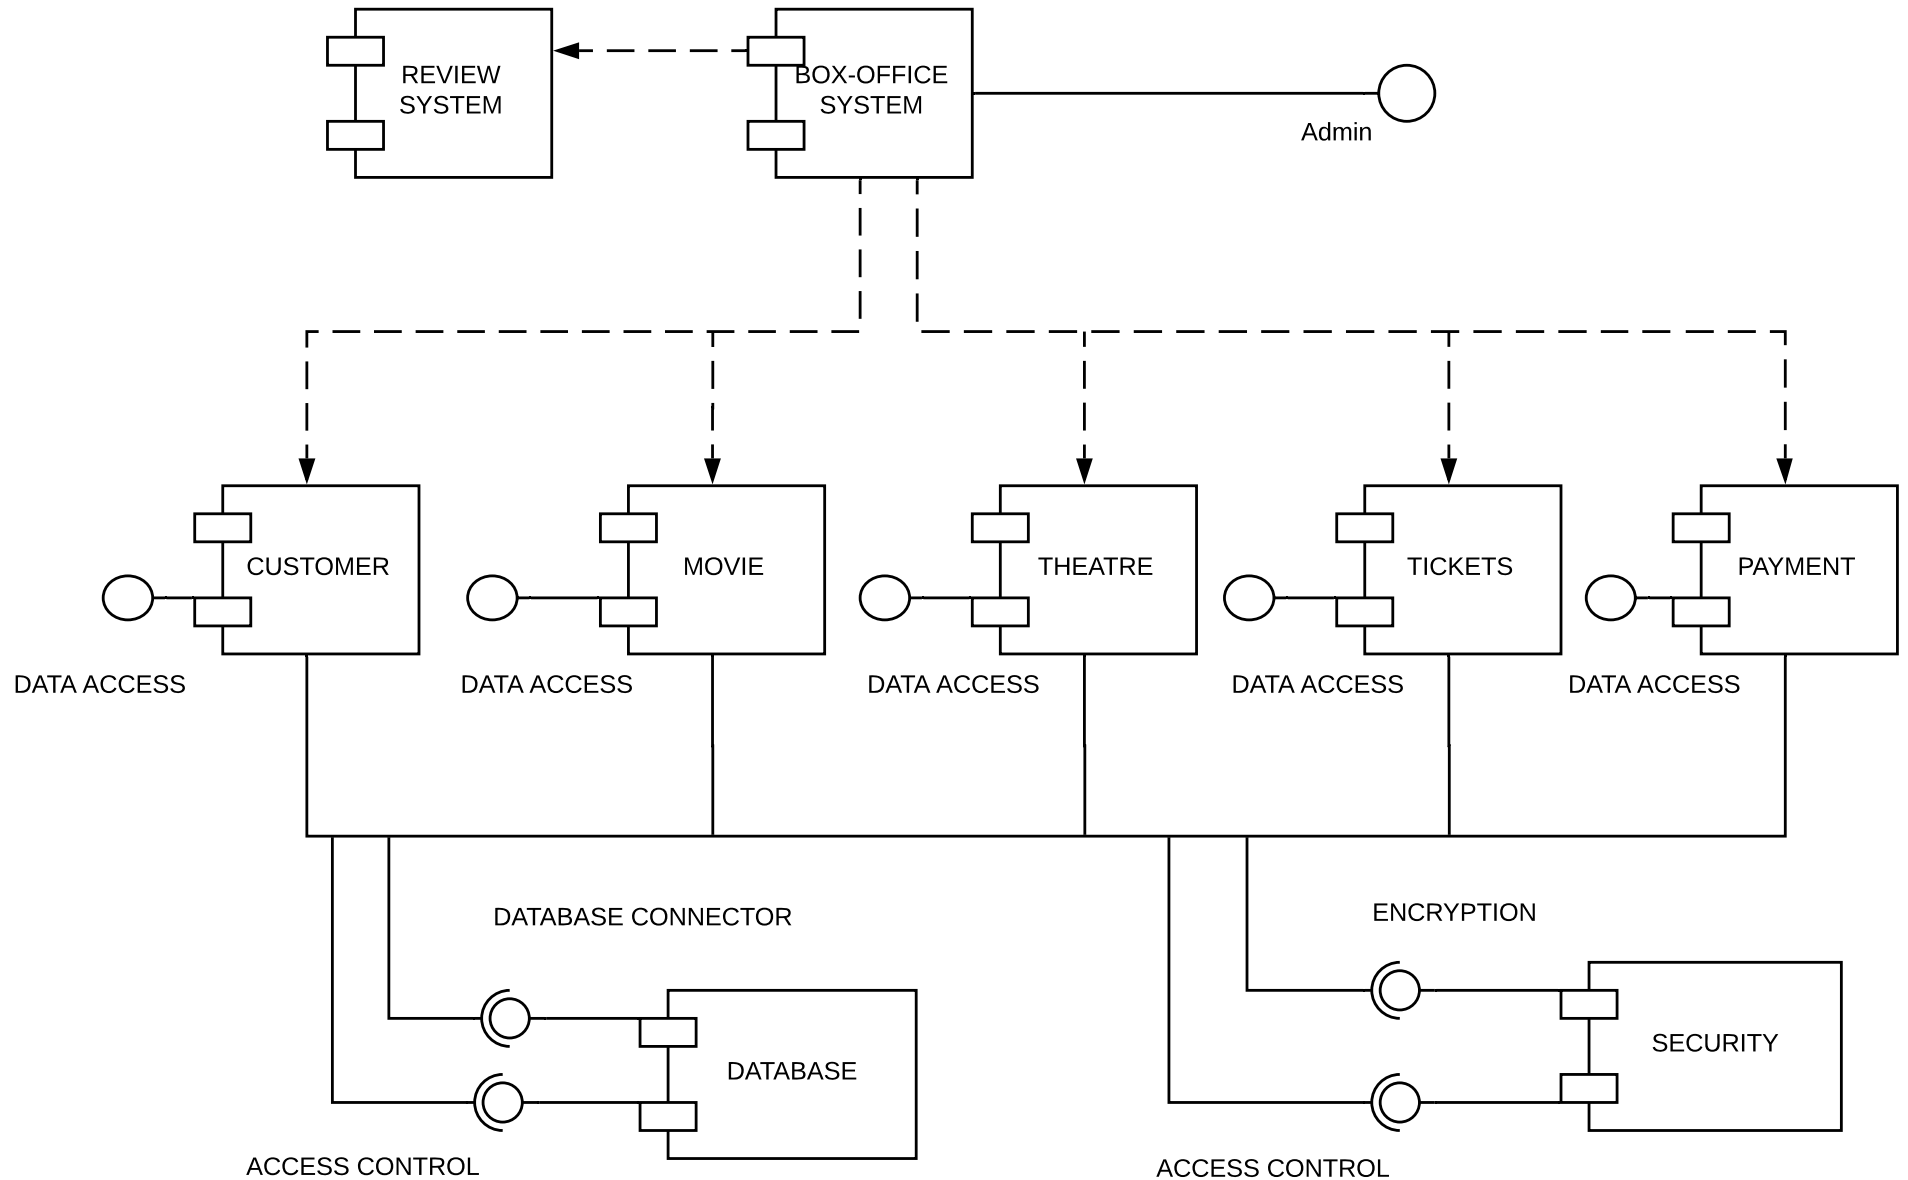 REVIEW
SYSTEM
BOX-OFFICE
SYSTEM
Admin
CUSTOMER
MOVIE
THEATRE
TICKETS
PAYMENT
DATA ACCESS
DATA ACCESS
DATA ACCESS
DATA ACCESS
DATA ACCESS
DATABASE CONNECTOR
ENCRYPTION
DATABASE
SECURITY
ACCESS CONTROL
ACCESS CONTROL